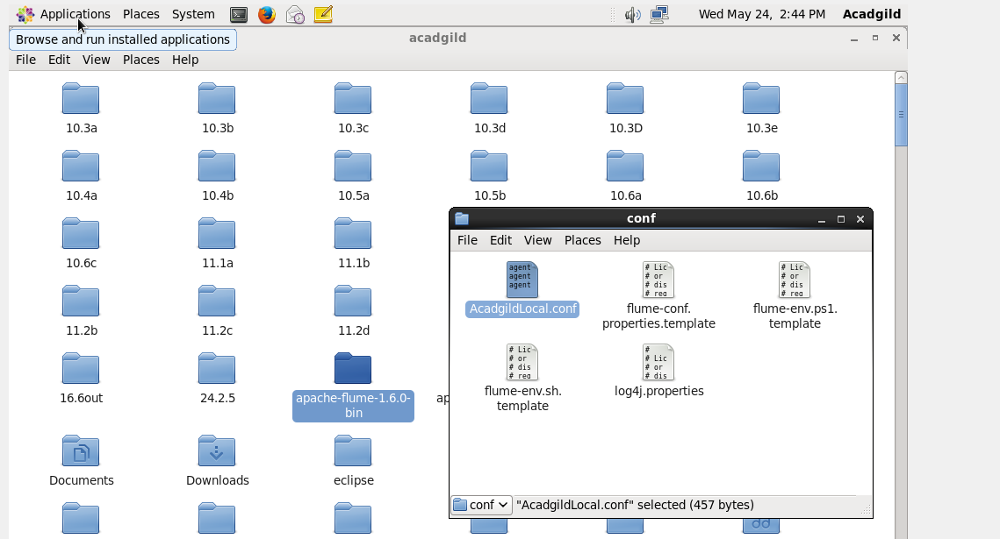 Applications Places System Wed May 24, 2:44 PM Acadgild
Browse and run installed applications
acadgild
File Edit View Places Help
10.3a 10.3b 10.3c 10.3d 10.3D 10.3e
10.4a 10.4b 10.5a 10.5b 10.6a 10.6b
10.6c 11.1a 11.1b
11.2b 11.2c 11.2d
16.6out 24.2.5 apache-flume-1.6.0-
bin
ap
Documents Downloads eclipse
conf
File Edit View Places Help
agent
agent
agent
AcadgildLocal.conf
# Lic
# or
# dis
# req
flume-conf.
properties.template
# Lic
# or
# dis
# req
flume-env.ps1.
template
# Lic
# or
# dis
# req
flume-env.sh.
template
#
# Lic
# or
# dis
log4j.properties
conf "AcadgildLocal.conf" selected (457 bytes)